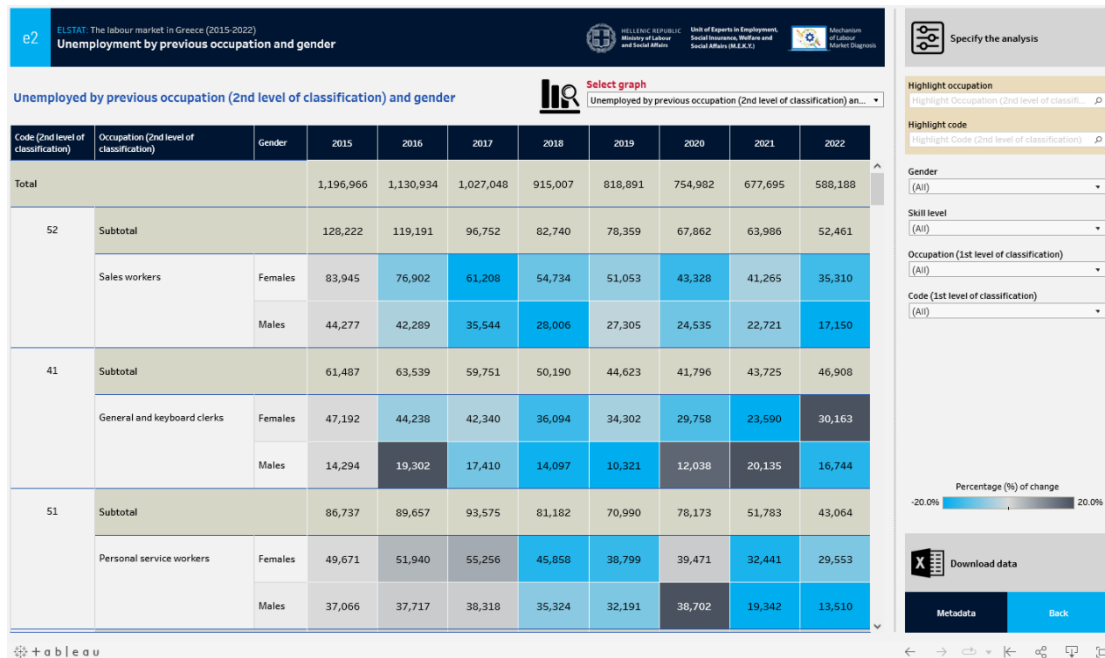 e2
ELSTAT: The labour market in Greece (2015-2022)
Unemployment by previous occupation and gender
HELLENIC REPUBLIC
Ministry of Labour
and Social Affairs
Unit of Experts in Employment,
Social Insurance, Welfare and
Social Affairs (M.E.K.Y.)
Mechanism
of Labour
Market Diagnosis
Unemployed by previous occupation (2nd level of classification) and gender
Select graph
Unemployed by previous occupation (2nd level of classification) an...
Code (2nd level of classification) Occupation (2nd level of classification) Gender 2015 2016 2017 2018 2019 2020 2021 2022
Total 1,196,966 1,130,934 1,027,048 915,007 818,891 754,982 677,695 588,188
52 Subtotal 128,222 119,191 96,752 82,740 78,359 67,862 63,986 52,461
Sales workers Females 83,945 76,902 61,208 54,734 51,053 43,328 41,265 35,310
Males 44,277 42,289 35,544 28,006 27,305 24,535 22,721 17,150
41 Subtotal 61,487 63,539 59,751 50,190 44,623 41,796 43,725 46,908
General and keyboard clerks Females 47,192 44,238 42,340 36,094 34,302 29,758 23,590 30,163
Males 14,294 19,302 17,410 14,097 10,321 12,038 20,135 16,744
51 Subtotal 86,737 89,657 93,575 81,182 70,990 78,173 51,783 43,064
Personal service workers Females 49,671 51,940 55,256 45,858 38,799 39,471 32,441 29,553
Males 37,066 37,717 38,318 35,324 32,191 38,702 19,342 13,510
Specify the analysis
Highlight occupation
Highlight Occupation (2nd level of classifi...
Highlight code
Highlight Code (2nd level of classification)
Gender
(All)
Skill level
(All)
Occupation (1st level of classification)
(All)
Code (1st level of classification)
(All)
Percentage (%) of change
-20.0% 20.0%
Download data
Metadata Back
+ableau